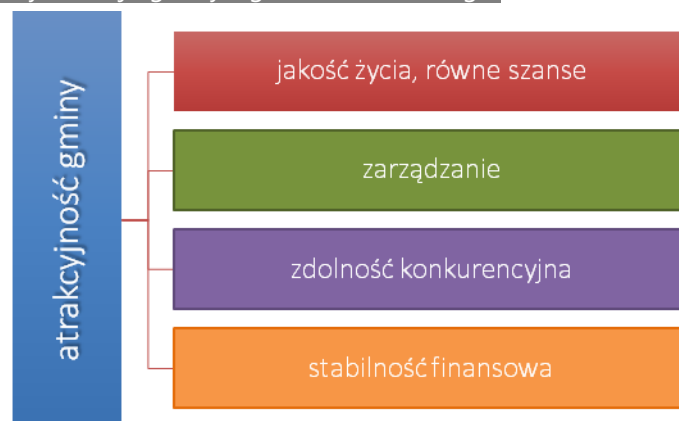 atrakcyjność gminy
jakość życia, równe szanse
zarządzanie
zdolność konkurencyjna
stabilność finansowa